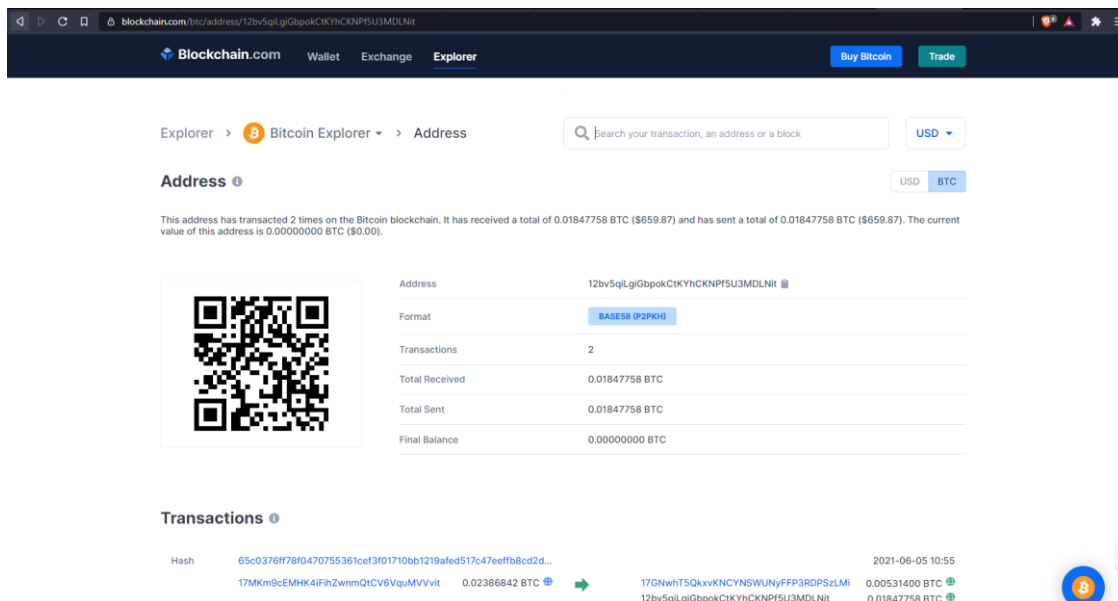 blockchain.com/btc/address/12bv5qiLgiGbpokCtKYhCKNPf5U3MDLNit
Blockchain.com Wallet Exchange Explorer Buy Bitcoin Trade
Explorer > Bitcoin Explorer > Address Search your transaction, an address or a block USD
Address USD BTC
This address has transacted 2 times on the Bitcoin blockchain. It has received a total of 0.01847758 BTC ($659.87) and has sent a total of 0.01847758 BTC ($659.87). The current
value of this address is 0.00000000 BTC ($0.00).
Address 12bv5qiLgiGbpokCtKYhCKNPf5U3MDLNit
Format BASE58 (P2PKH)
Transactions 2
Total Received 0.01847758 BTC
Total Sent 0.01847758 BTC
Final Balance 0.00000000 BTC
Transactions
Hash 65c0376ff78f0470755361cef3f01710bb1219afed517c47eeffb8cd2d... 2021-06-05 10:55
17MKm9cEMHK4iFihZwnmQtCV6VquMVVvit 0.02386842 BTC 17GNwhT5QkxvKNCYNSWUNyFFP3RDPSzLMi 0.00531400 BTC
12bv5qiLgiGbpokCtKYhCKNPf5U3MDLNit 0.01847758 BTC